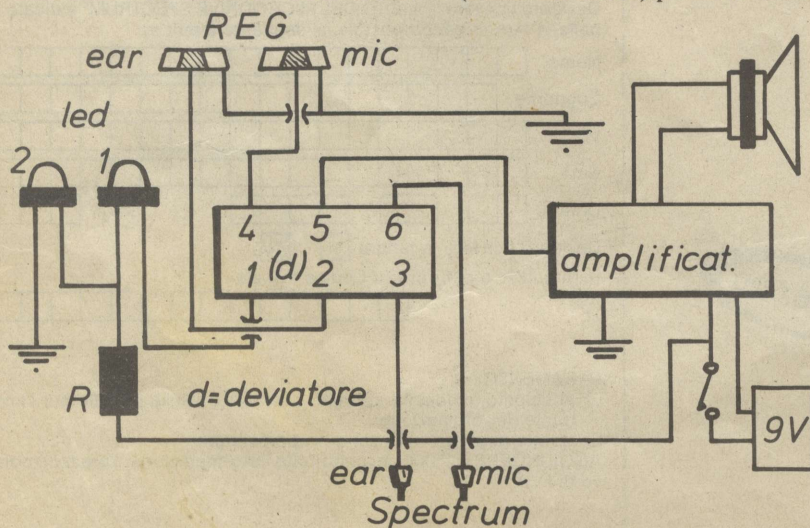 REG
ear mic
led
2 1
4 5 6
1 (d) 2 3
amplificat.
R d=deviatore
9V
ear mic
Spectrum